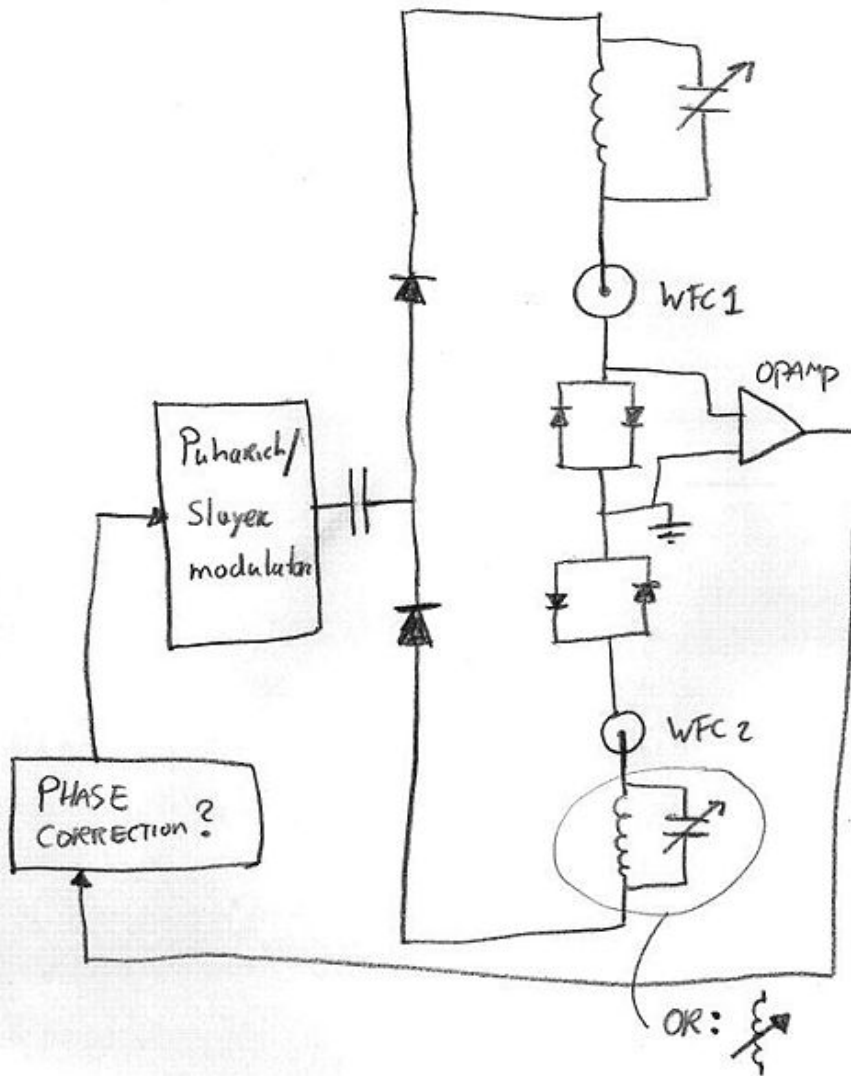 WFC 1
OPAMP
Puharich/
Slayer
modulator
WFC 2
PHASE
CORRECTION?
OR: